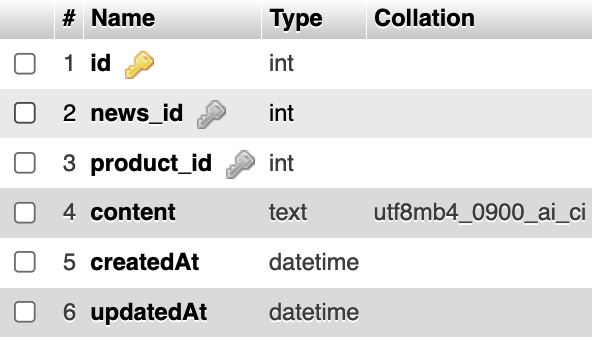 # Name Type Collation
1 id int
2 news_id int
3 product_id int
4 content text utf8mb4_0900_ai_ci
5 createdAt datetime
6 updatedAt datetime